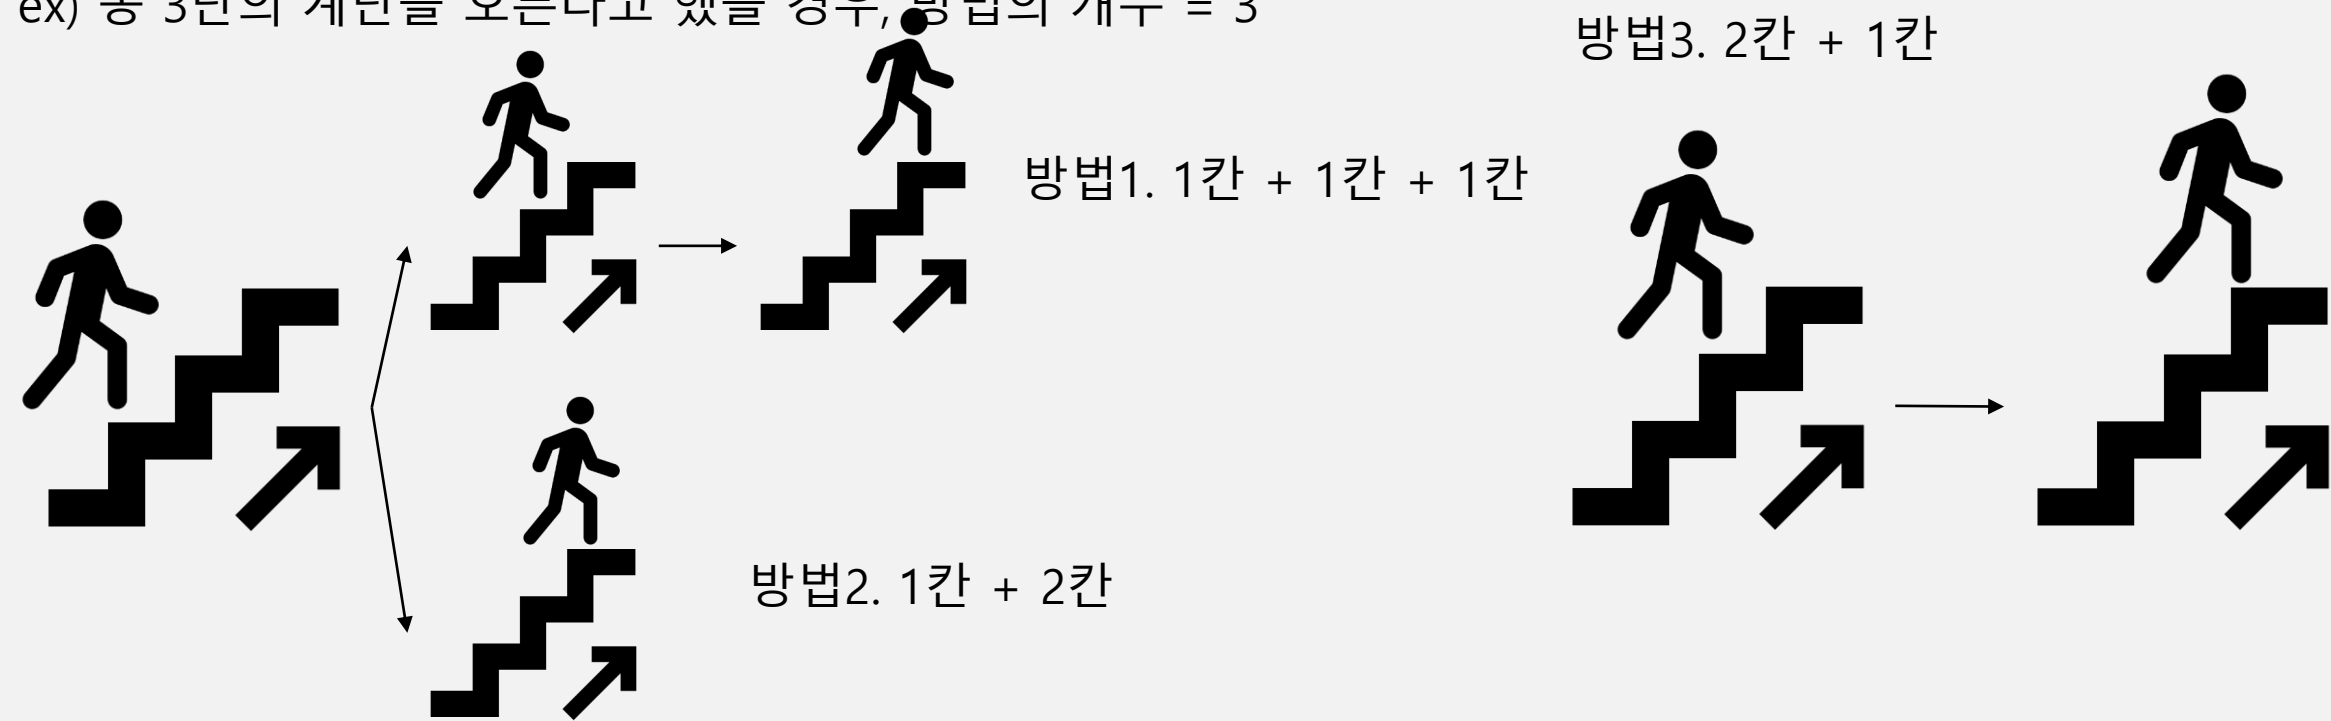 ex) 총 3단의 계단을 오른다고 했을 경우, 방법의 개수 = 3
방법3. 2칸 + 1칸
방법1. 1칸 + 1칸 + 1칸
방법2. 1칸 + 2칸